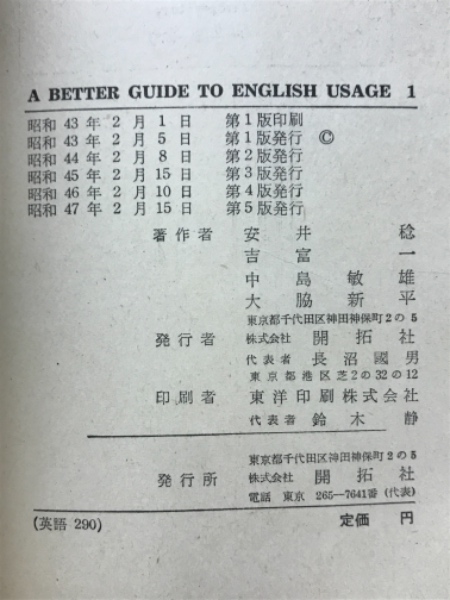 A BETTER GUIDE TO ENGLISH USAGE 1
昭和 43 年 2 月 1 日 第1版印刷
昭和 43 年 2 月 5 日 第1版発行 ©
昭和 44 年 2 月 8 日 第2版発行
昭和 45 年 2 月 15 日 第3版発行
昭和 46 年 2 月 10 日 第4版発行
昭和 47 年 2 月 15 日 第5版発行
著作者 安井稔
吉富一
中島敏雄
大脇新平
東京都千代田区神田神保町2の5
発行者 株式会社 開拓社
代表者 長沼國男
東京都港区芝2の32の12
印刷者 東洋印刷株式会社
代表者 鈴木静
東京都千代田区神田神保町2の5
発行所 株式会社 開拓社
電話 東京 265—7641番 (代表)
(英語 290) 定価 円